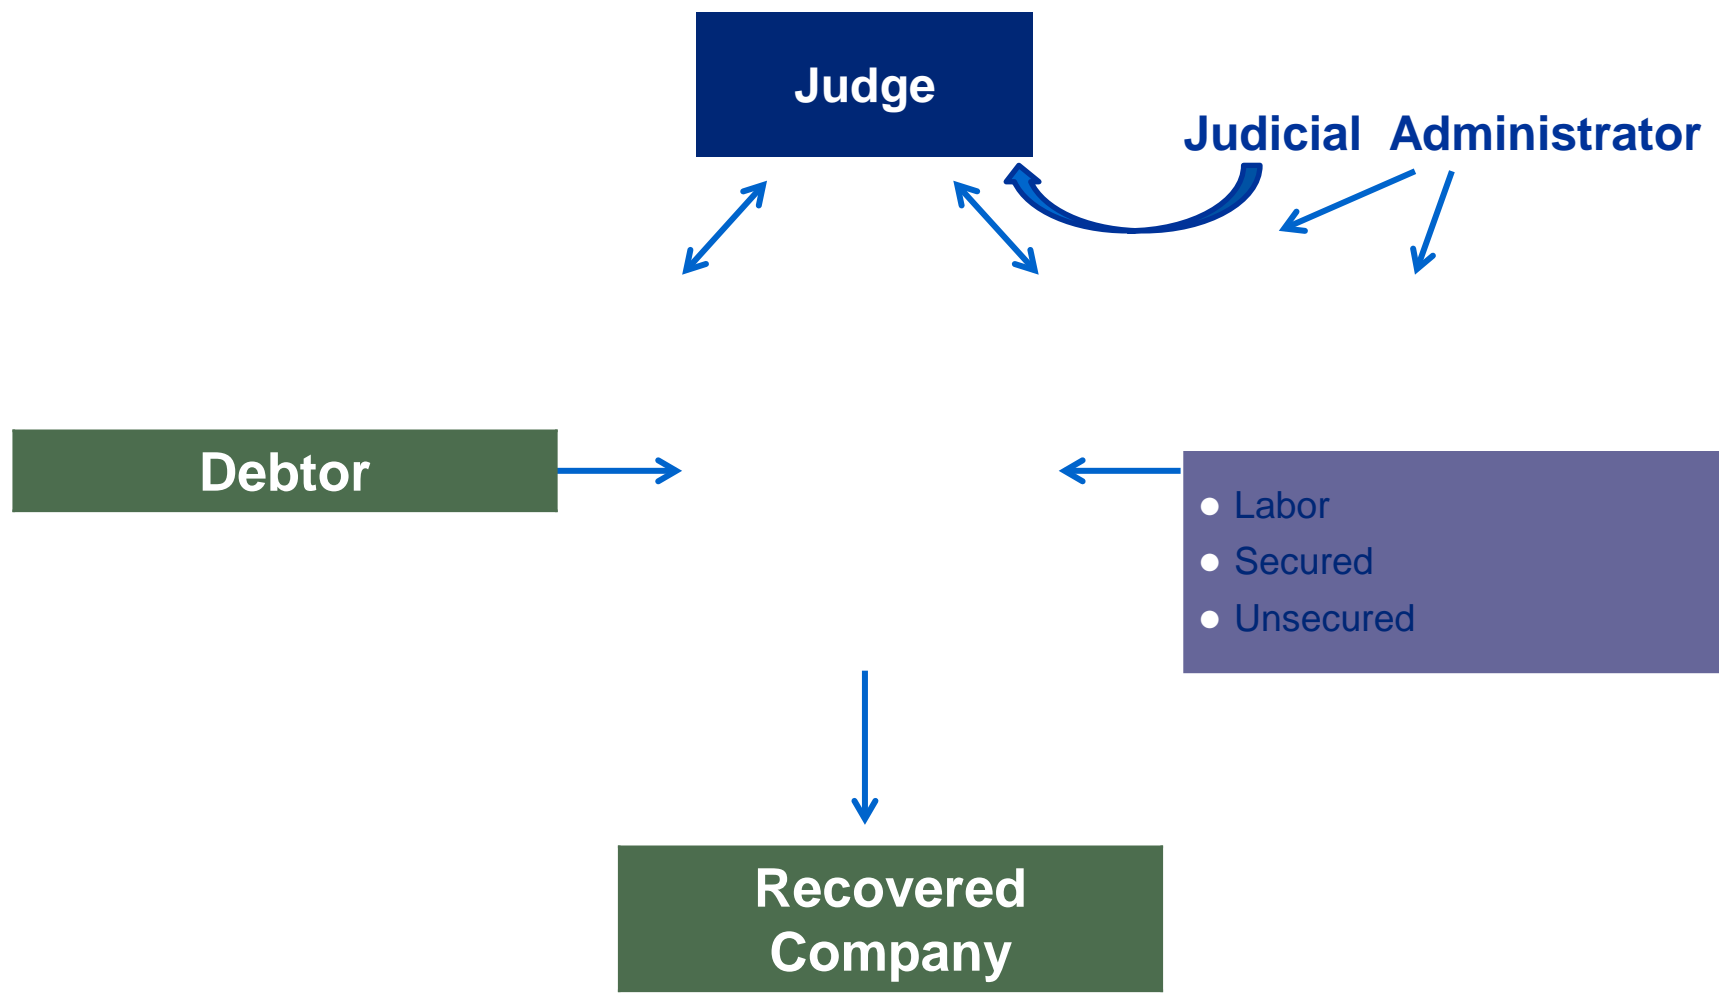 Judge
Judicial Administrator
Debtor
Labor
Secured
Unsecured
Recovered
Company